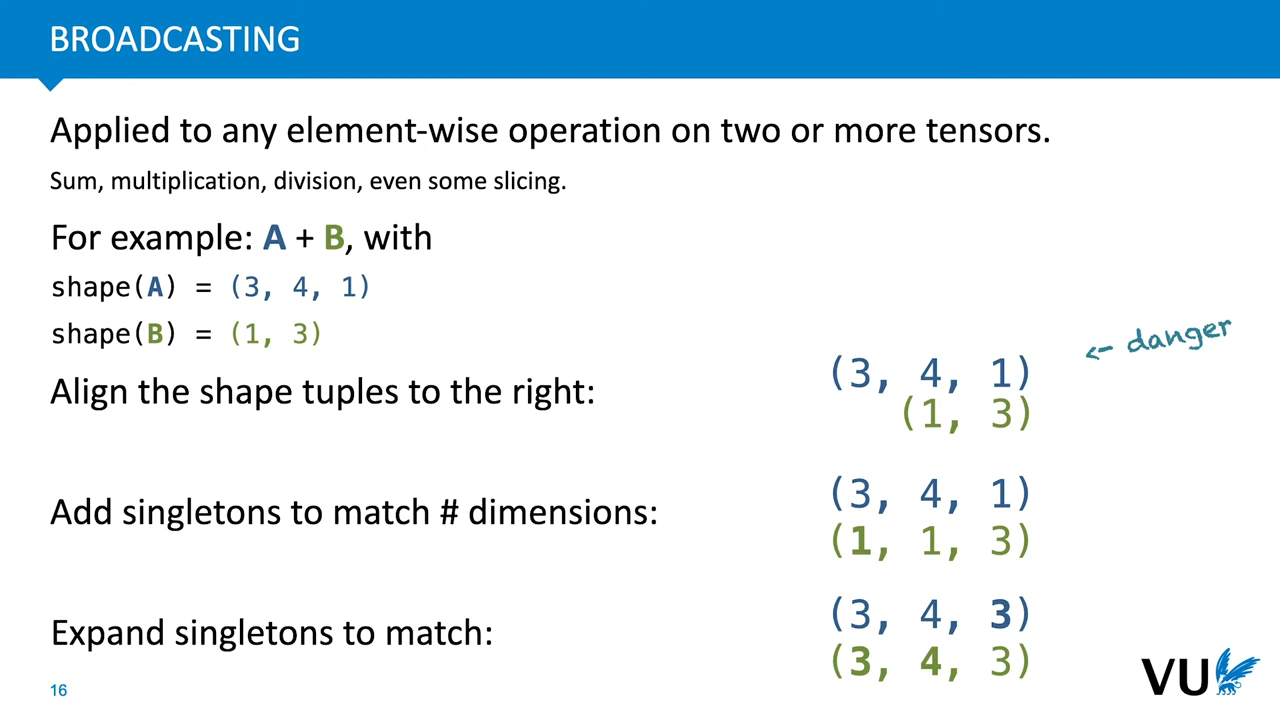 BROADCASTING
Applied to any element-wise operation on two or more tensors.
Sum, multiplication, division, even some slicing.
For example: A + B, with
shape(A) = (3, 4, 1)
shape(B) = (1, 3)
← danger
Align the shape tuples to the right:
(3, 4, 1)
(1, 3)
Add singletons to match # dimensions:
(3, 4, 1)
(1, 1, 3)
Expand singletons to match:
(3, 4, 3)
(3, 4, 3)
16
VU